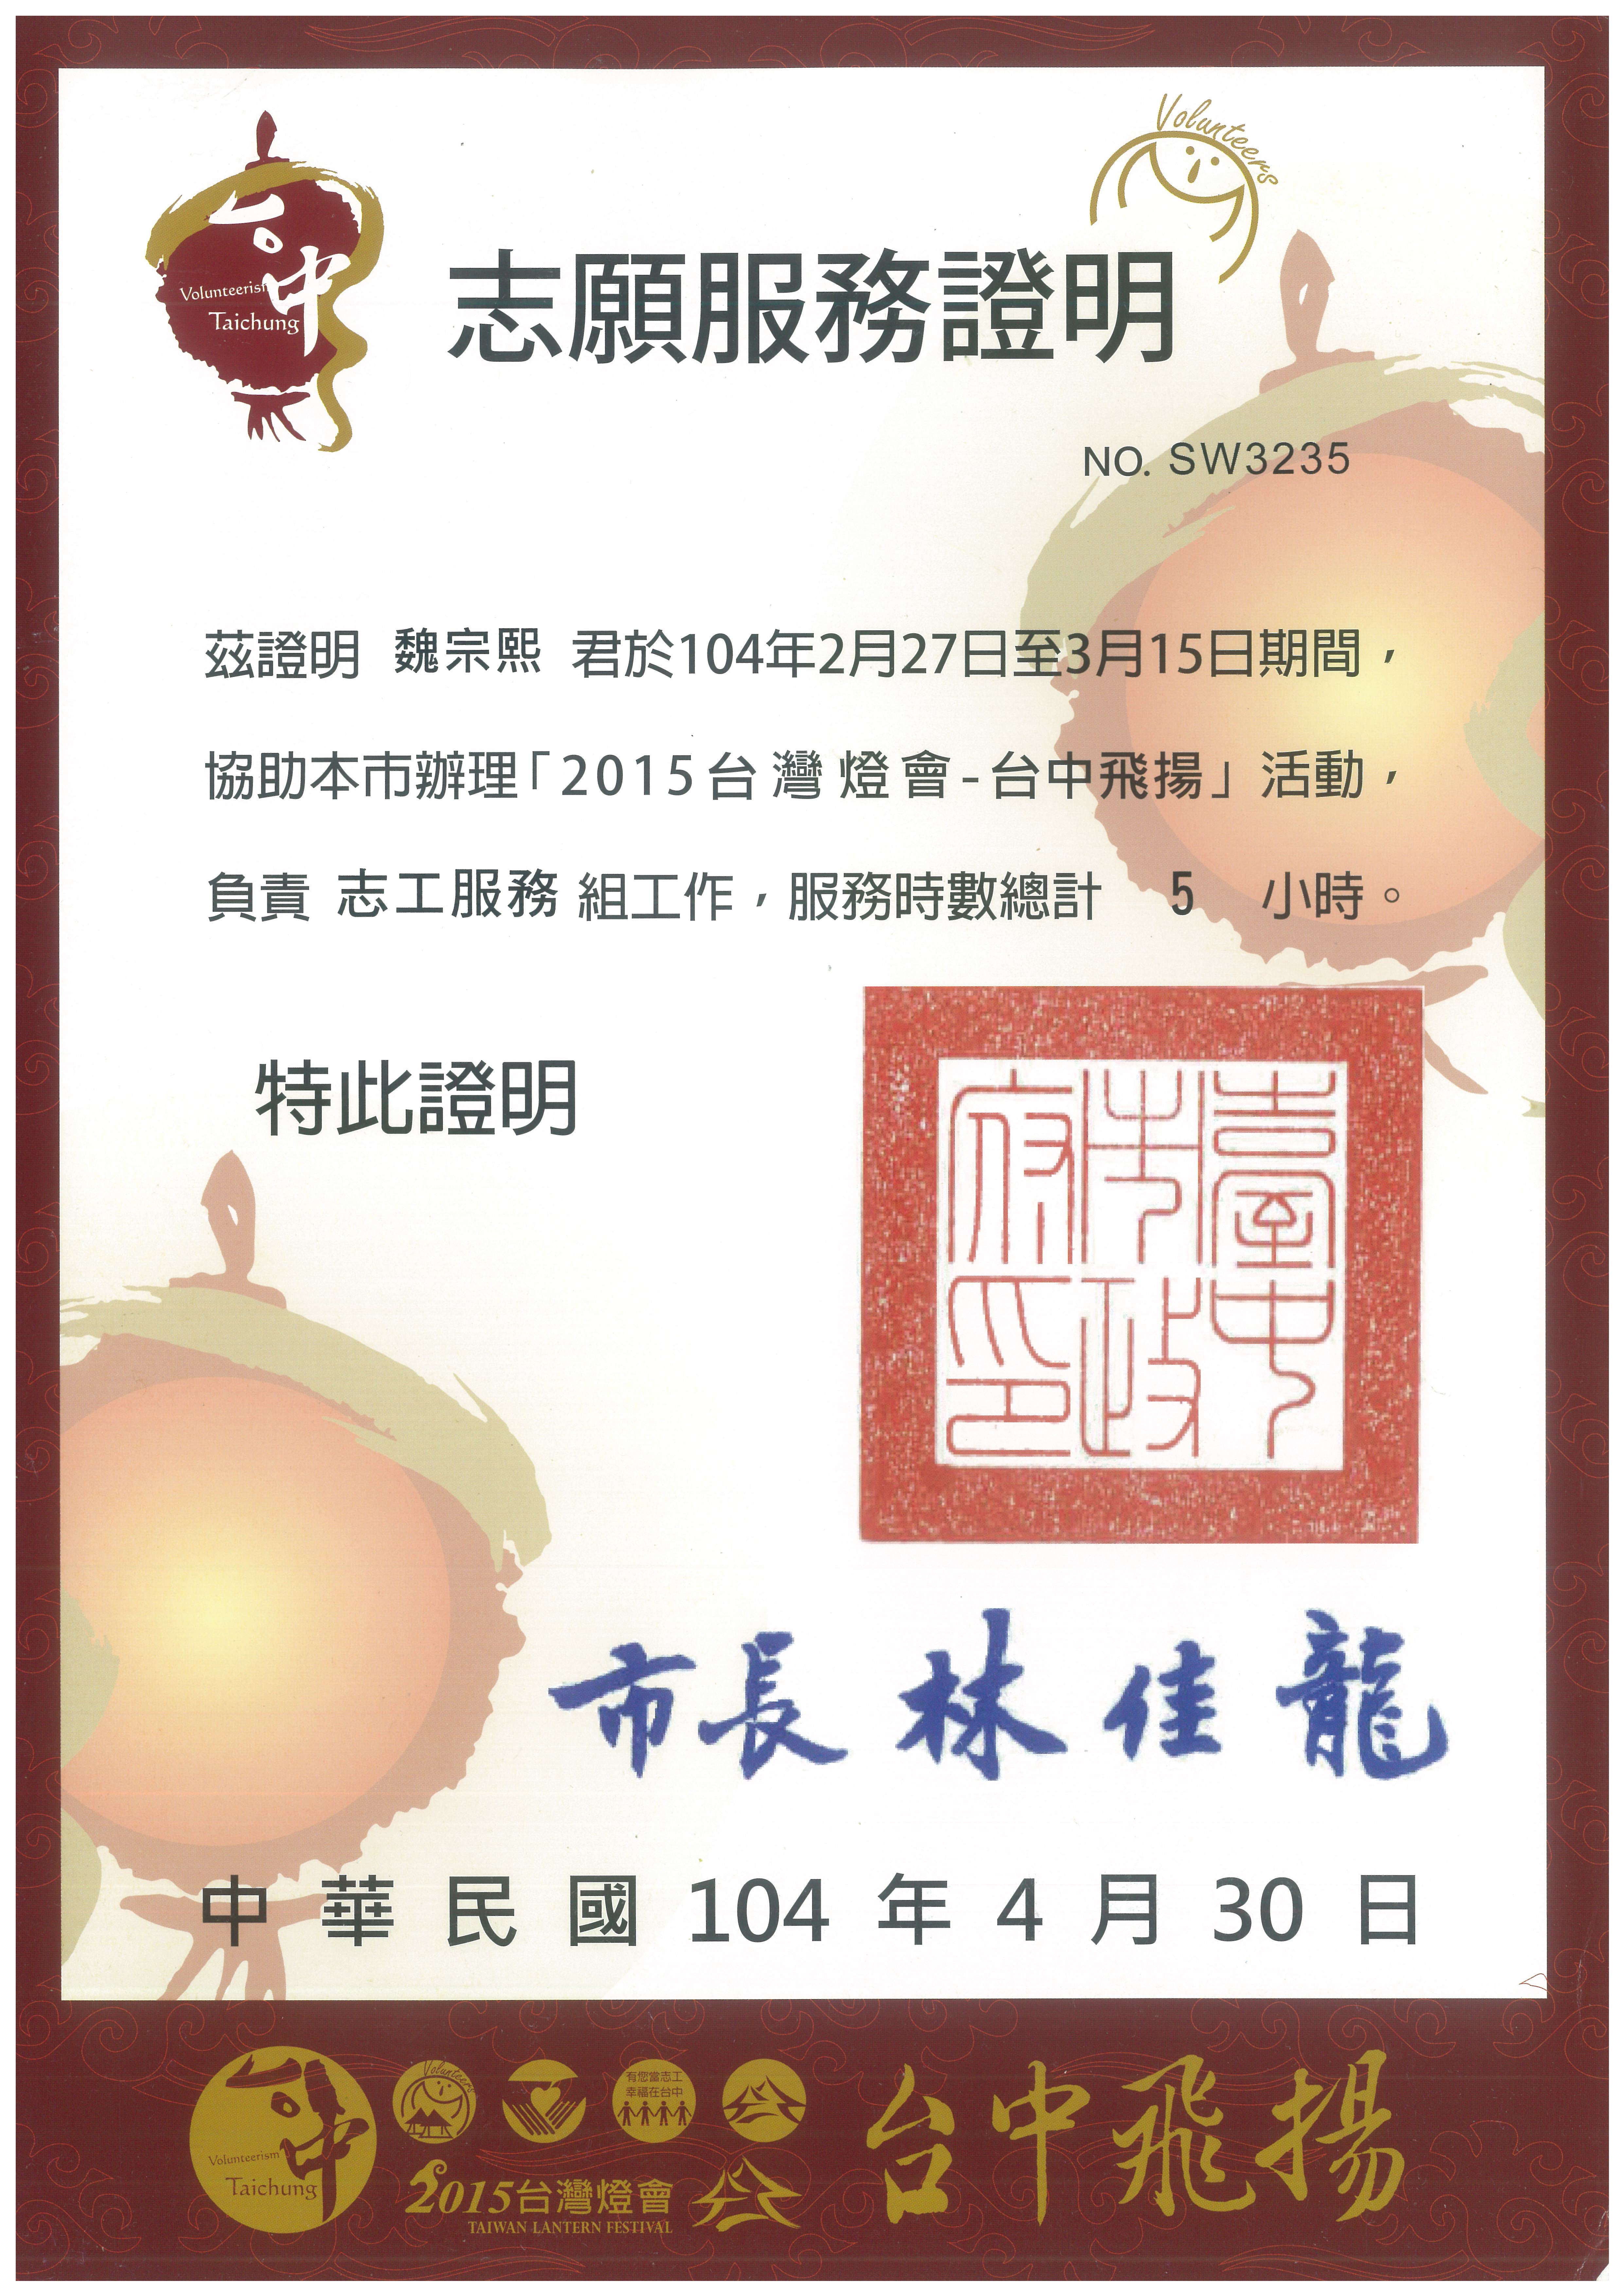 Volunteers
台中
Volunteerism
Taichung
志願服務證明
NO. SW3235
茲證明 魏宗熙 君於104年2月27日至3月15日期間，
協助本市辦理「2015台灣燈會-台中飛揚」活動，
負責 志工服務 組工作，服務時數總計 5 小時。
特此證明
臺中市政府印
市長 林佳龍
中華民國 104 年 4 月 30 日
台中
Volunteerism
Taichung
Volunteers
有您當志工
幸福在台中
2015台灣燈會
TAIWAN LANTERN FESTIVAL
台中飛揚